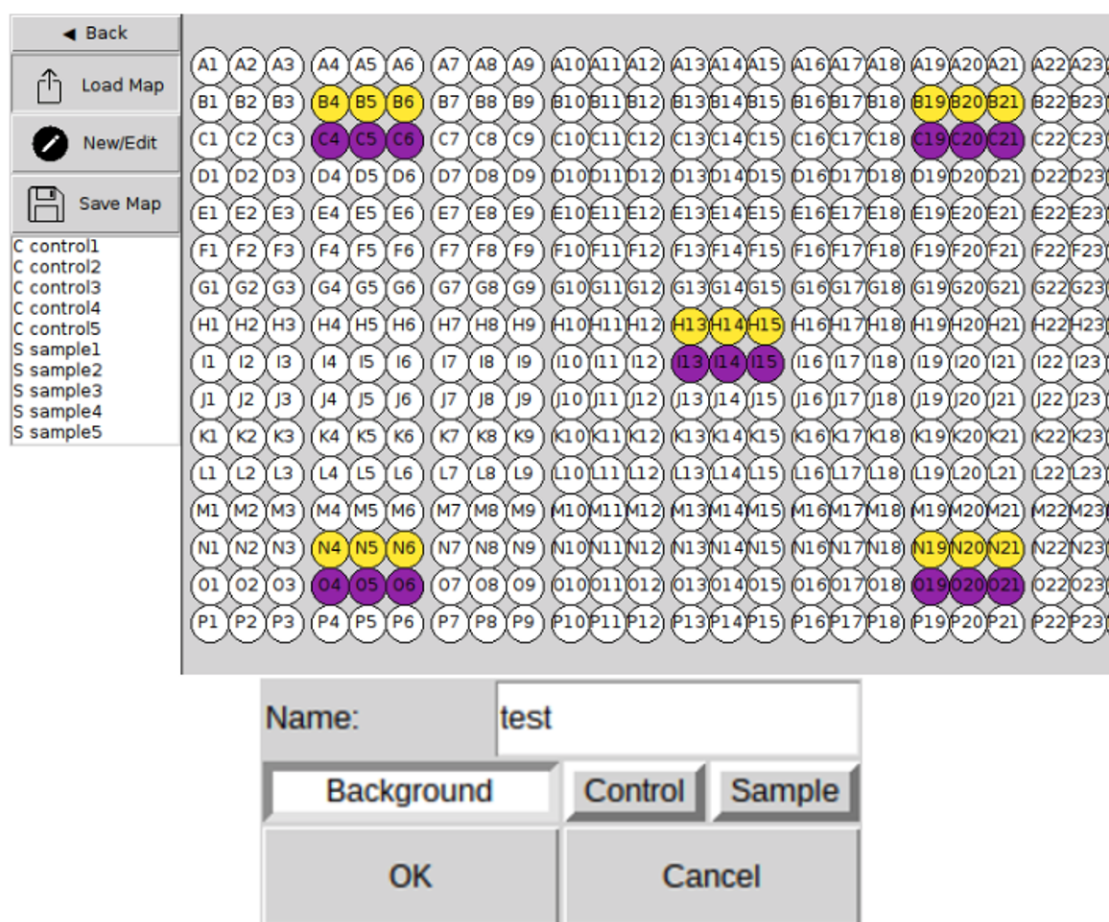 ◄ Back
Load Map
New/Edit
Save Map
C control1
C control2
C control3
C control4
C control5
S sample1
S sample2
S sample3
S sample4
S sample5
A1 A2 A3 A4 A5 A6 A7 A8 A9 A10 A11 A12 A13 A14 A15 A16 A17 A18 A19 A20 A21 A22 A23
B1 B2 B3 B4 B5 B6 B7 B8 B9 B10 B11 B12 B13 B14 B15 B16 B17 B18 B19 B20 B21 B22 B23
C1 C2 C3 C4 C5 C6 C7 C8 C9 C10 C11 C12 C13 C14 C15 C16 C17 C18 C19 C20 C21 C22 C23
D1 D2 D3 D4 D5 D6 D7 D8 D9 D10 D11 D12 D13 D14 D15 D16 D17 D18 D19 D20 D21 D22 D23
E1 E2 E3 E4 E5 E6 E7 E8 E9 E10 E11 E12 E13 E14 E15 E16 E17 E18 E19 E20 E21 E22 E23
F1 F2 F3 F4 F5 F6 F7 F8 F9 F10 F11 F12 F13 F14 F15 F16 F17 F18 F19 F20 F21 F22 F23
G1 G2 G3 G4 G5 G6 G7 G8 G9 G10 G11 G12 G13 G14 G15 G16 G17 G18 G19 G20 G21 G22 G23
H1 H2 H3 H4 H5 H6 H7 H8 H9 H10 H11 H12 H13 H14 H15 H16 H17 H18 H19 H20 H21 H22 H23
I1 I2 I3 I4 I5 I6 I7 I8 I9 I10 I11 I12 I13 I14 I15 I16 I17 I18 I19 I20 I21 I22 I23
J1 J2 J3 J4 J5 J6 J7 J8 J9 J10 J11 J12 J13 J14 J15 J16 J17 J18 J19 J20 J21 J22 J23
K1 K2 K3 K4 K5 K6 K7 K8 K9 K10 K11 K12 K13 K14 K15 K16 K17 K18 K19 K20 K21 K22 K23
L1 L2 L3 L4 L5 L6 L7 L8 L9 L10 L11 L12 L13 L14 L15 L16 L17 L18 L19 L20 L21 L22 L23
M1 M2 M3 M4 M5 M6 M7 M8 M9 M10 M11 M12 M13 M14 M15 M16 M17 M18 M19 M20 M21 M22 M23
N1 N2 N3 N4 N5 N6 N7 N8 N9 N10 N11 N12 N13 N14 N15 N16 N17 N18 N19 N20 N21 N22 N23
O1 O2 O3 O4 O5 O6 O7 O8 O9 O10 O11 O12 O13 O14 O15 O16 O17 O18 O19 O20 O21 O22 O23
P1 P2 P3 P4 P5 P6 P7 P8 P9 P10 P11 P12 P13 P14 P15 P16 P17 P18 P19 P20 P21 P22 P23
Name: test
Background Control Sample
OK Cancel